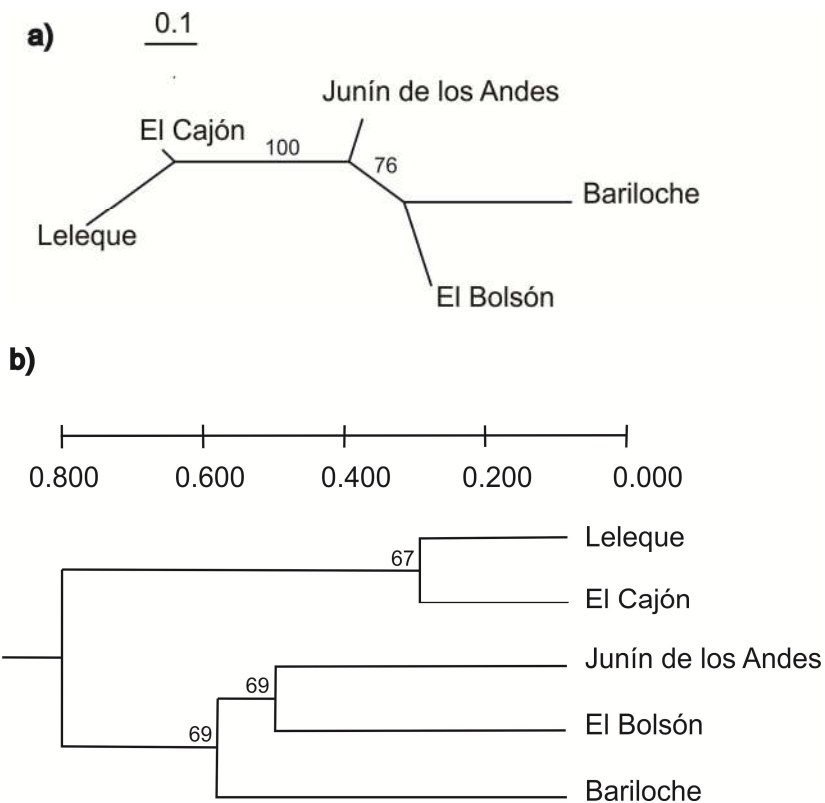 a)
0.1
Junín de los Andes
El Cajón
100
76
Bariloche
Leleque
El Bolsón
b)
0.800 0.600 0.400 0.200 0.000
Leleque
67
El Cajón
Junín de los Andes
69
El Bolsón
69
Bariloche